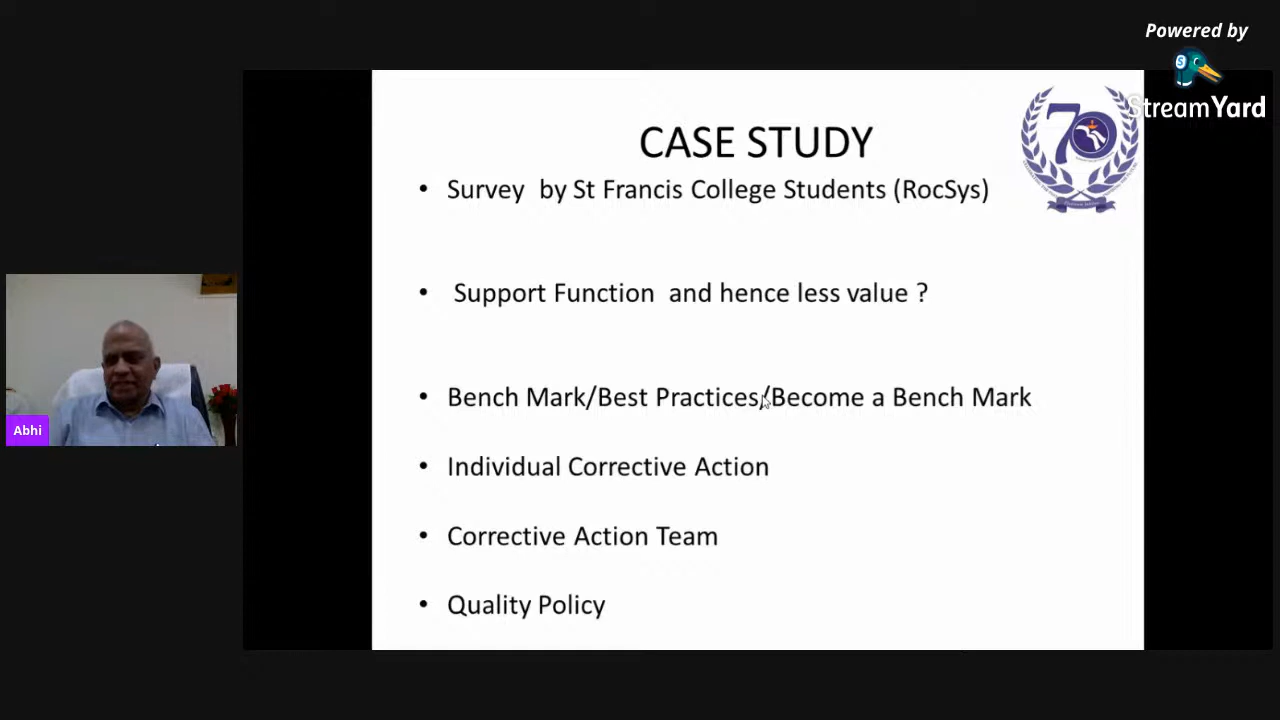 Powered by
StreamYard
CASE STUDY
70
• Survey by St Francis College Students (RocSys)
• Support Function and hence less value ?
• Bench Mark/Best Practices/Become a Bench Mark
• Individual Corrective Action
• Corrective Action Team
• Quality Policy
Abhi